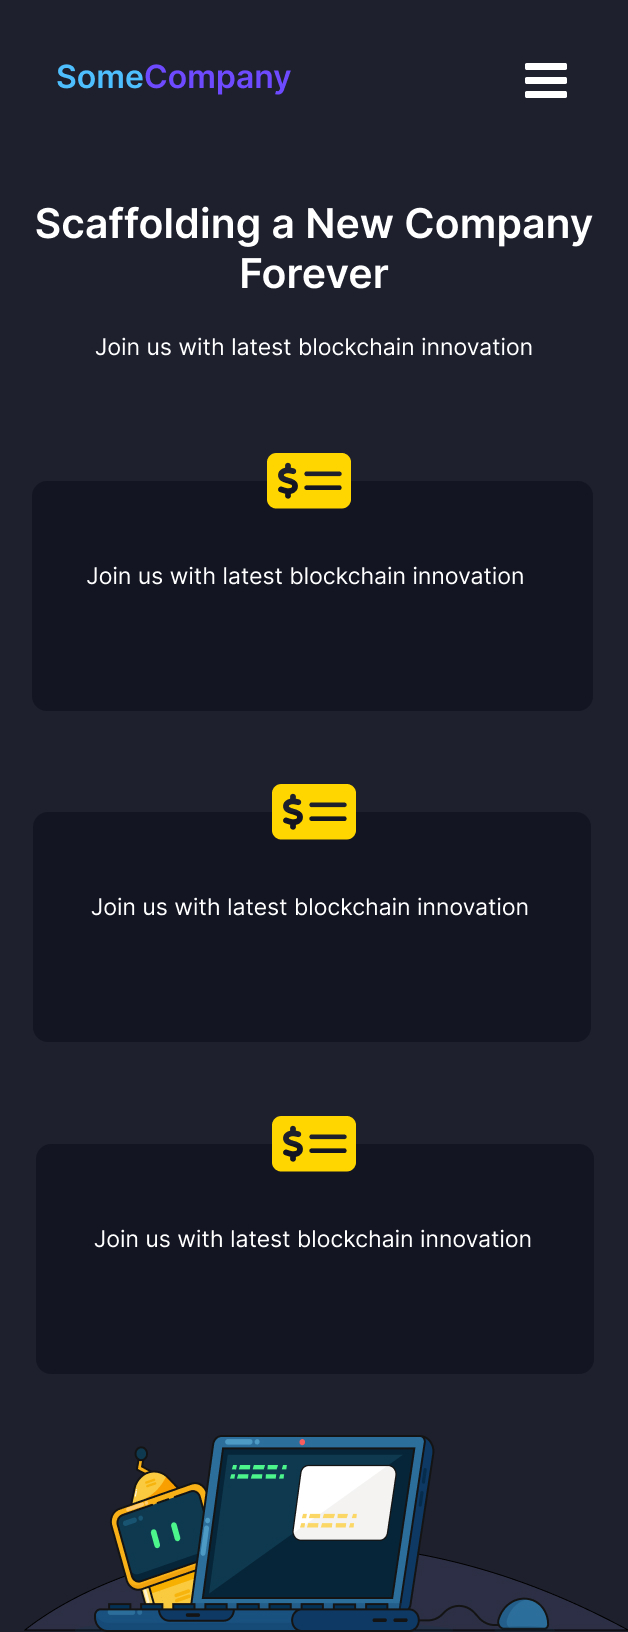 SomeCompany
Scaffolding a New Company
Forever
Join us with latest blockchain innovation
$
Join us with latest blockchain innovation
$
Join us with latest blockchain innovation
$
Join us with latest blockchain innovation